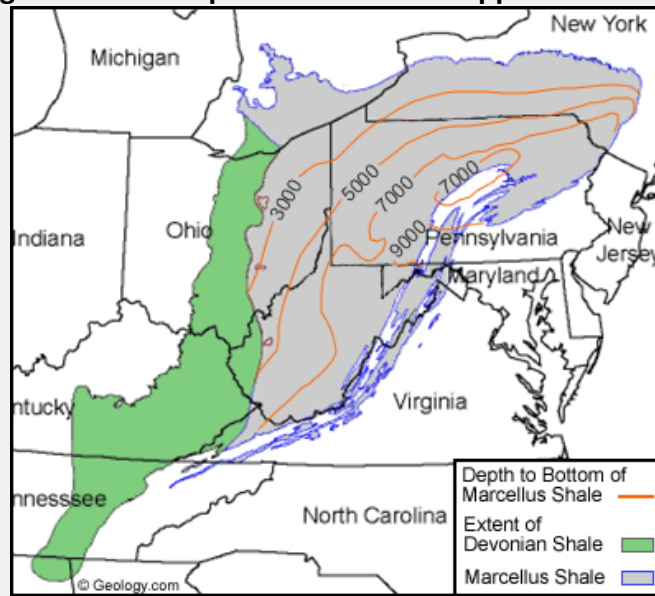 New York
Michigan
3000
5000
7000
7000
9000
Ohio
Indiana
Pennsylvania
New
Jersey
Maryland
ntucky
Virginia
nnesssee
North Carolina
Depth to Bottom of
Marcellus Shale
Extent of
Devonian Shale
Marcellus Shale
© Geology.com